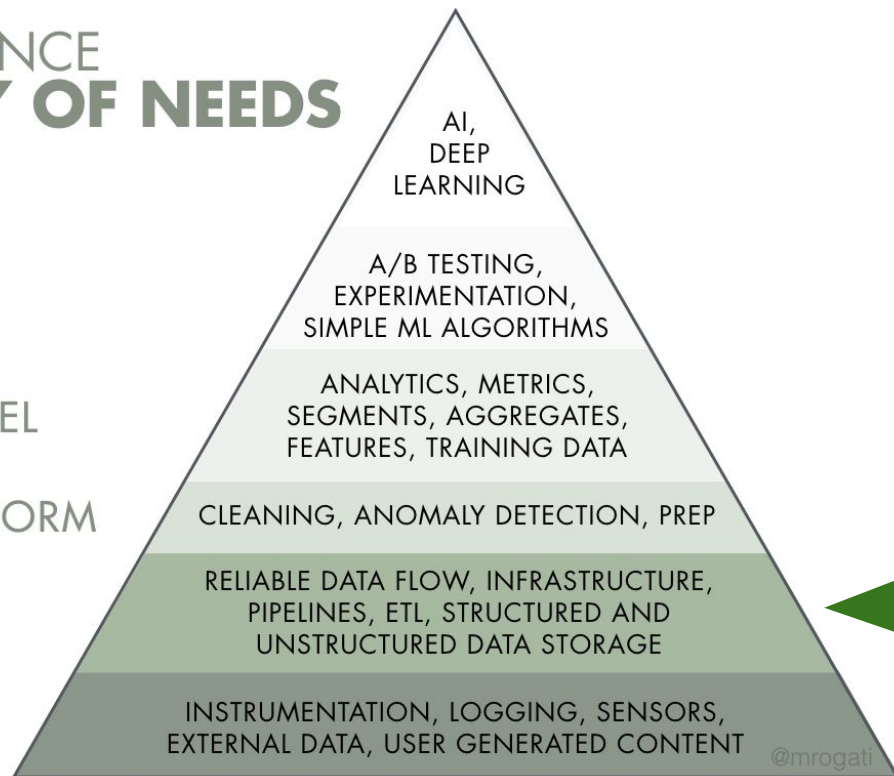 NCE
Y OF NEEDS
AI,
DEEP
LEARNING
A/B TESTING,
EXPERIMENTATION,
SIMPLE ML ALGORITHMS
EL
ANALYTICS, METRICS,
SEGMENTS, AGGREGATES,
FEATURES, TRAINING DATA
ORM
CLEANING, ANOMALY DETECTION, PREP
RELIABLE DATA FLOW, INFRASTRUCTURE,
PIPELINES, ETL, STRUCTURED AND
UNSTRUCTURED DATA STORAGE
INSTRUMENTATION, LOGGING, SENSORS,
EXTERNAL DATA, USER GENERATED CONTENT
@mrogati